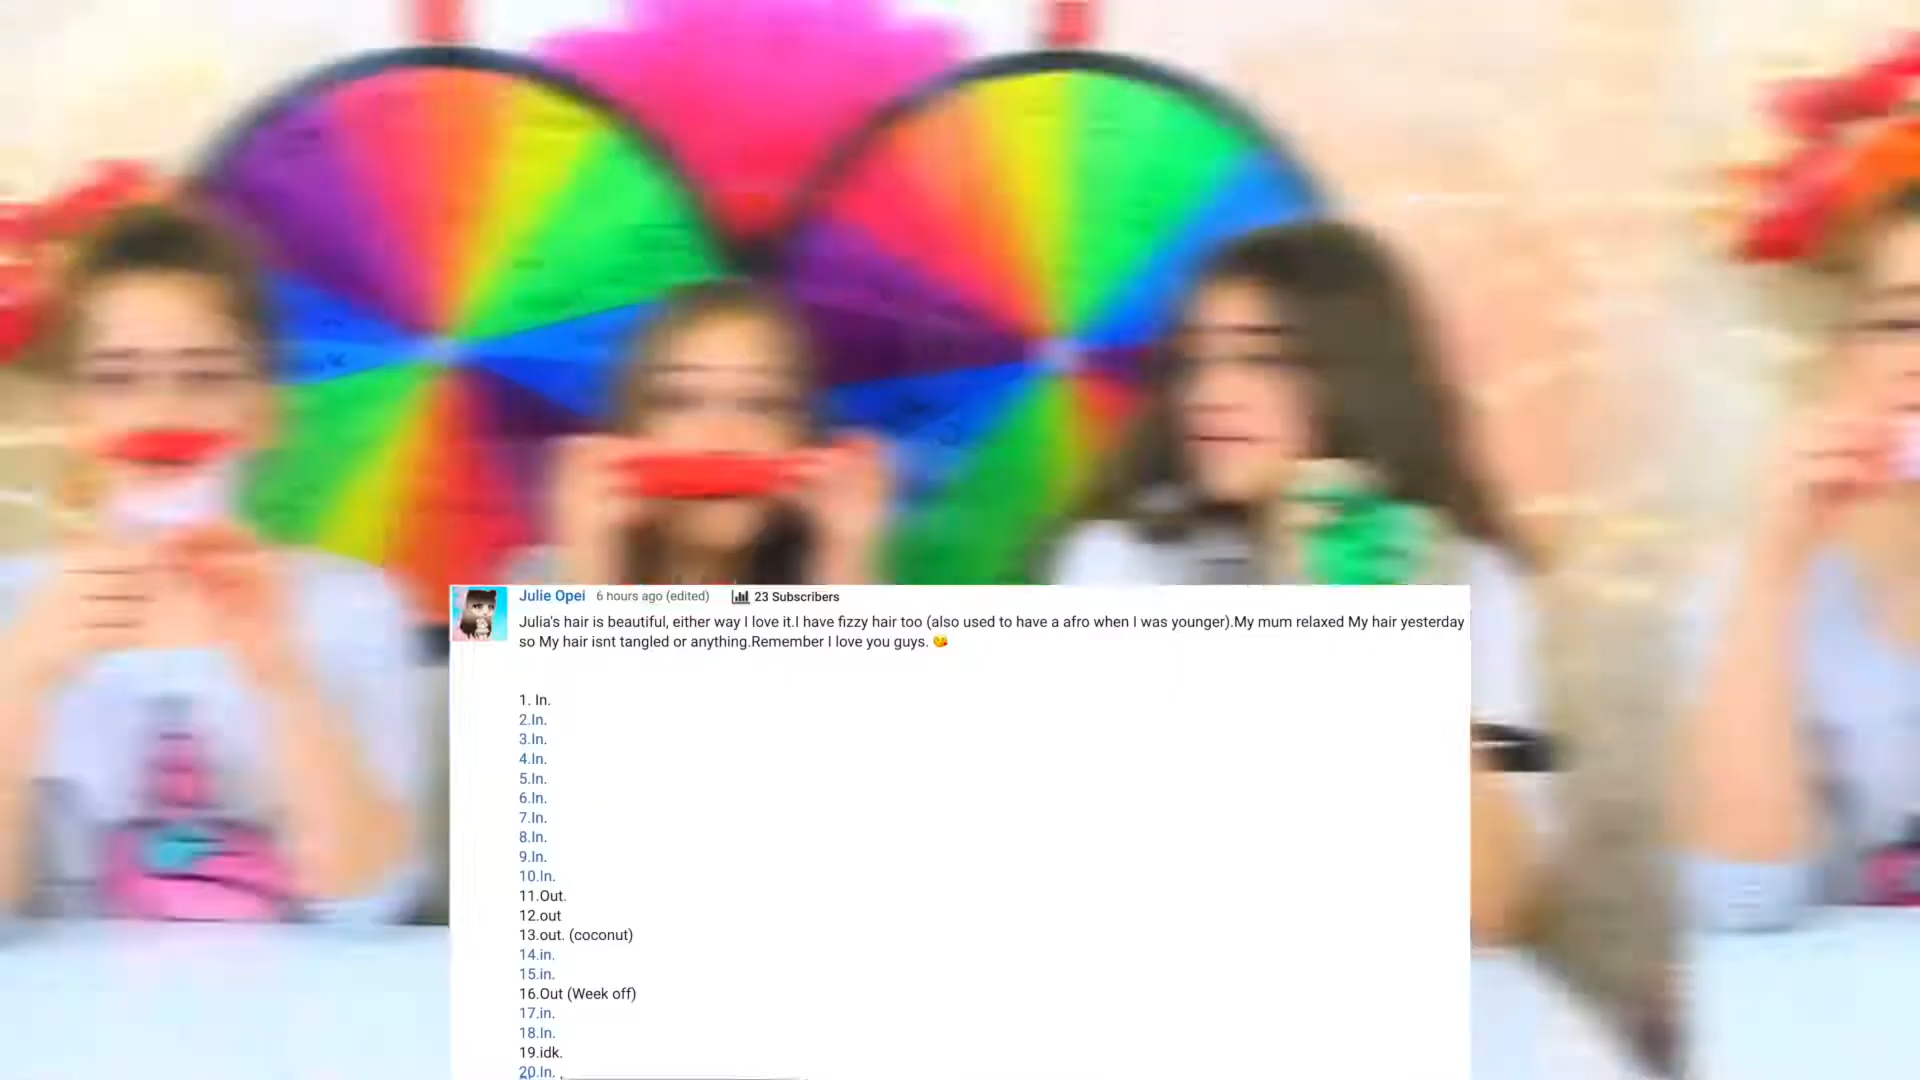 Julie Opei 6 hours ago (edited) 23 Subscribers
Julia's hair is beautiful, either way I love it.I have fizzy hair too (also used to have a afro when I was younger).My mum relaxed My hair yesterday
so My hair isnt tangled or anything.Remember I love you guys. 😘
1. In.
2.In.
3.In.
4.In.
5.In.
6.In.
7.In.
8.In.
9.In.
10.In.
11.Out.
12.out
13.out. (coconut)
14.in.
15.in.
16.Out (Week off)
17.in.
18.In.
19.idk.
20.In.